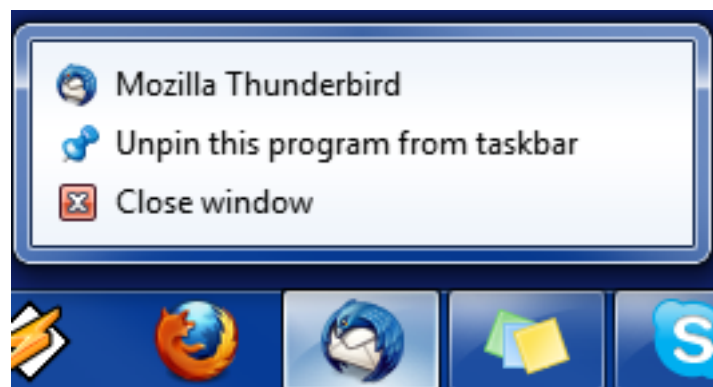 Mozilla Thunderbird
Unpin this program from taskbar
Close window
S